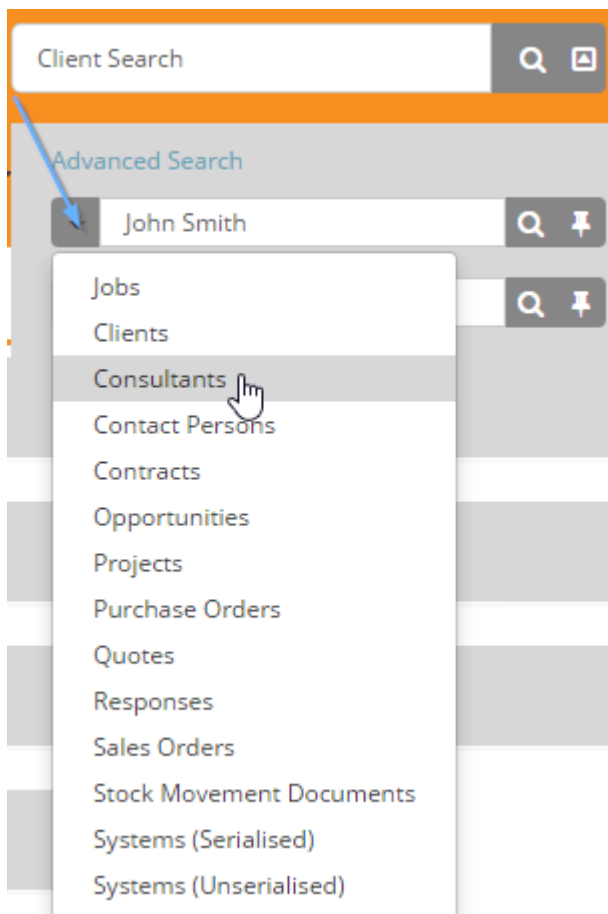 Client Search
Advanced Search
John Smith
Jobs
Clients
Consultants
Contact Persons
Contracts
Opportunities
Projects
Purchase Orders
Quotes
Responses
Sales Orders
Stock Movement Documents
Systems (Serialised)
Systems (Unserialised)